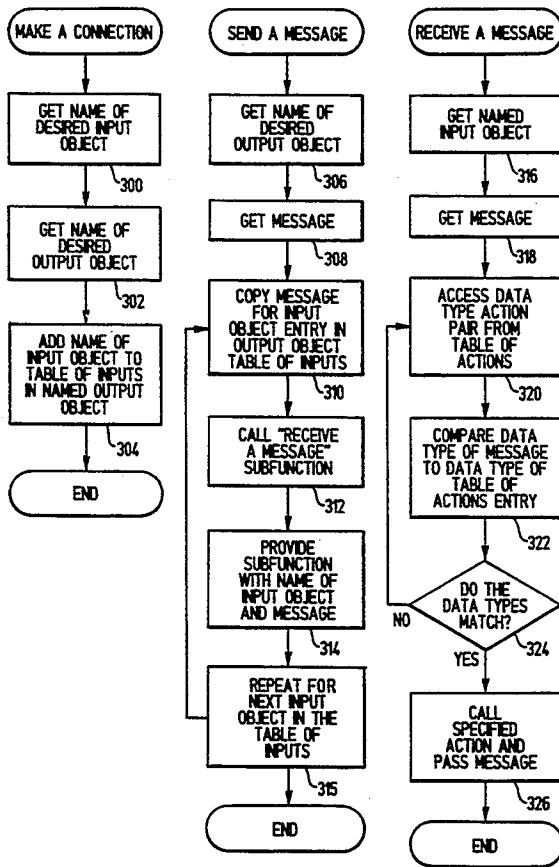 MAKE A CONNECTION
GET NAME OF
DESIRED INPUT
OBJECT
300
GET NAME OF
DESIRED
OUTPUT OBJECT
302
ADD NAME OF
INPUT OBJECT TO
TABLE OF INPUTS
IN NAMED OUTPUT
OBJECT
304
END
SEND A MESSAGE
GET NAME OF
DESIRED
OUTPUT OBJECT
306
GET MESSAGE
308
COPY MESSAGE
FOR INPUT
OBJECT ENTRY IN
OUTPUT OBJECT
TABLE OF INPUTS
310
CALL "RECEIVE
A MESSAGE"
SUBFUNCTION
312
PROVIDE
SUBFUNCTION
WITH NAME OF
INPUT OBJECT
AND MESSAGE
314
REPEAT FOR
NEXT INPUT
OBJECT IN THE
TABLE OF
INPUTS
315
END
RECEIVE A MESSAGE
GET NAMED
INPUT OBJECT
316
GET MESSAGE
318
ACCESS DATA
TYPE ACTION
PAIR FROM
TABLE OF
ACTIONS
320
COMPARE DATA
TYPE OF MESSAGE
TO DATA TYPE OF
TABLE OF
ACTIONS ENTRY
322
DO THE
DATA TYPES
MATCH?
324
NO
YES
CALL
SPECIFIED
ACTION AND
PASS MESSAGE
326
END